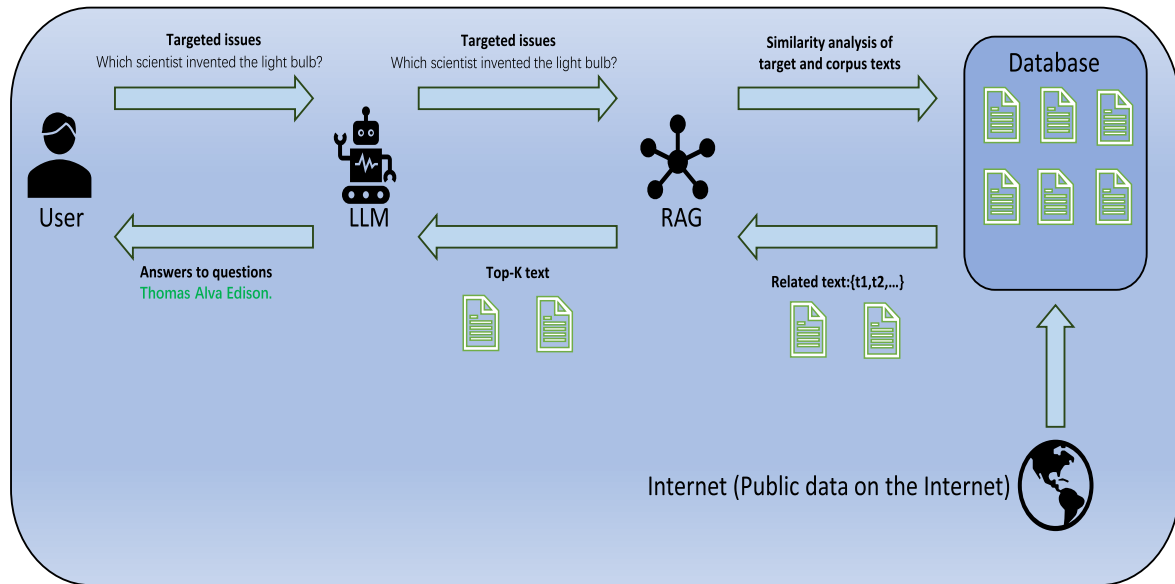 Targeted issues
Which scientist invented the light bulb?
Targeted issues
Which scientist invented the light bulb?
Similarity analysis of
target and corpus texts
Database
User
LLM
RAG
Answers to questions
Thomas Alva Edison.
Top-K text
Related text:{t1,t2,...}
Internet (Public data on the Internet)